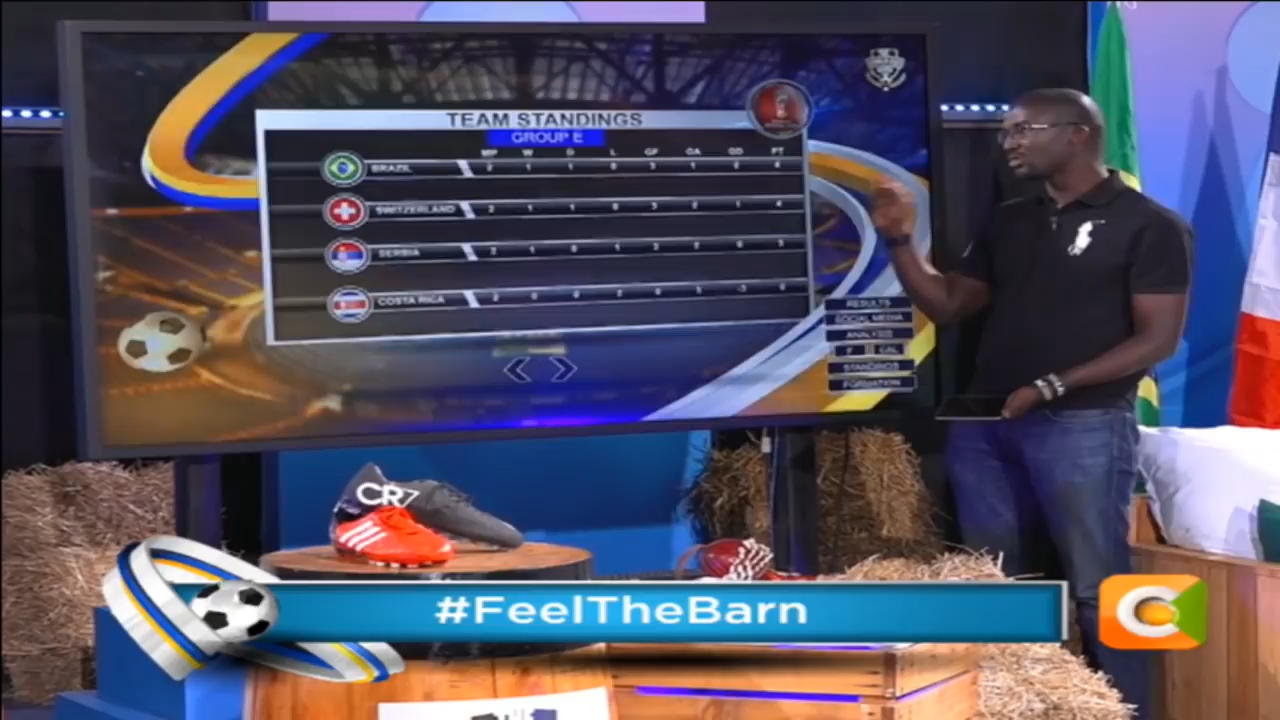 TEAM STANDINGS
GROUP E
MP W D L GF GA GD PT
BRAZIL 2 1 1 0 3 1 2 4
SWITZERLAND 2 1 1 0 3 2 1 4
SERBIA 2 1 0 1 2 2 0 3
COSTA RICA 2 0 0 2 0 3 -3 0
RESULTS
SOCIAL MEDIA
ANALYSIS
STANDINGS
FORMATION
CR7
#FeelTheBarn